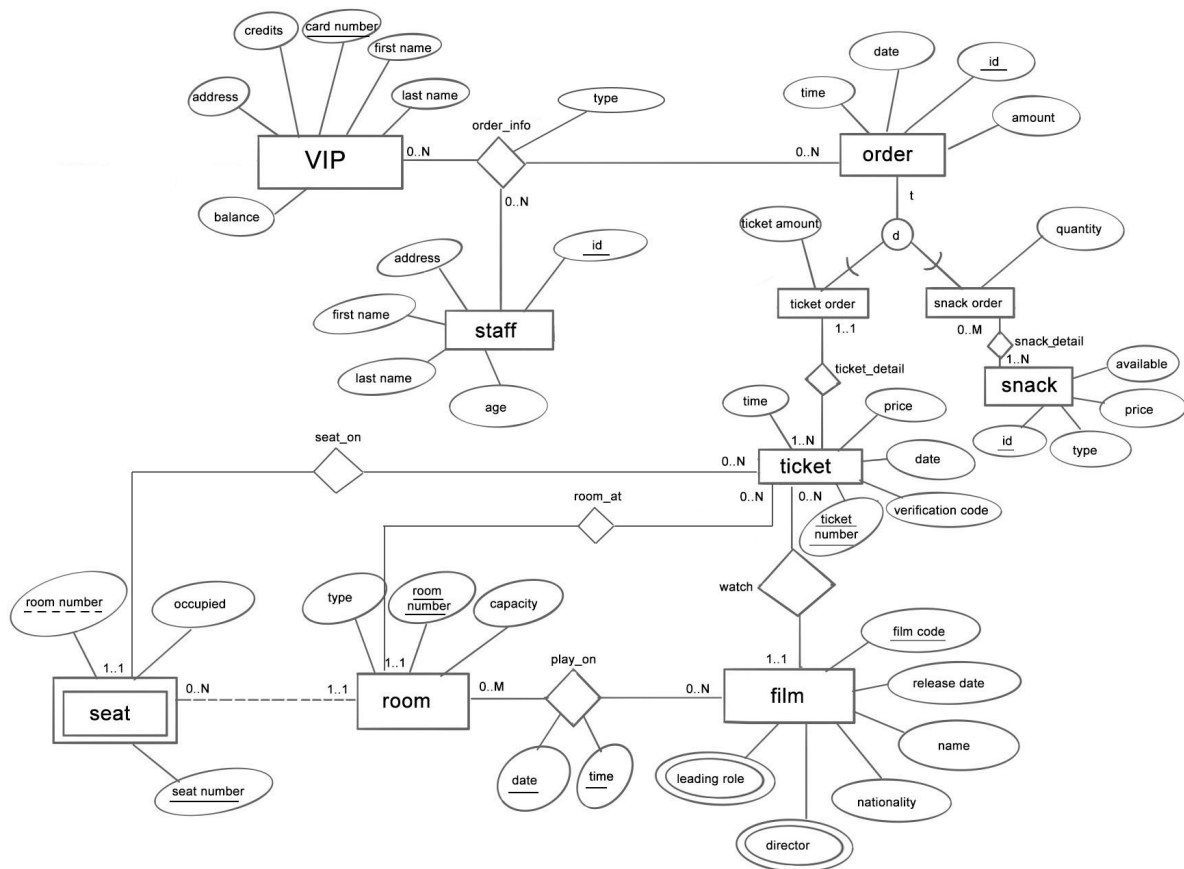 card number
credits
first name
address
last name
VIP
0..N
balance
order_info
type
0..N
date
id
time
amount
0..N
order
t
d
ticket amount
quantity
ticket order
snack order
1..1
0..M
snack_detail
1..N
snack
available
price
id
type
address
id
first name
staff
last name
age
ticket_detail
time
price
1..N
seat_on
0..N
ticket
date
room_at
0..N
0..N
verification code
ticket
number
watch
room number
occupied
type
room
number
capacity
film code
1..1
1..1
1..1
play_on
release date
seat
0..N
1..1
room
0..M
0..N
film
name
date
time
leading role
seat number
nationality
director